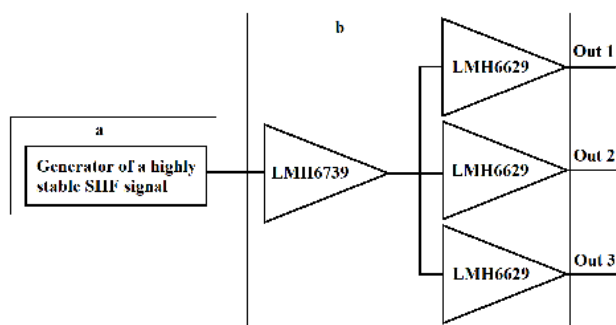 b
Out 1
LMH6629
a
Generator of a highly
stable SHF signal
LMH6739
LMH6629
Out 2
LMH6629
Out 3